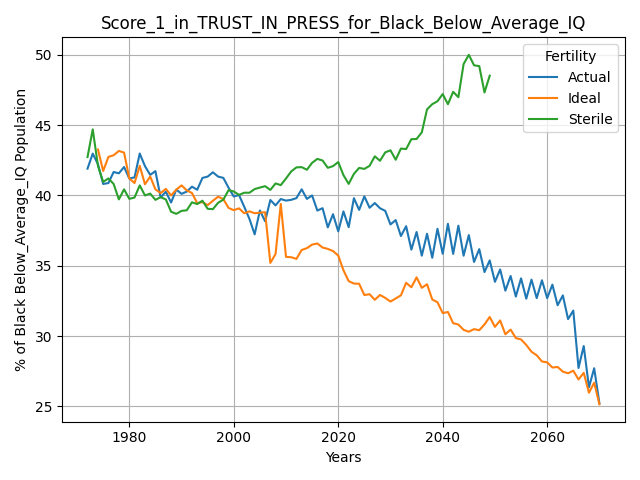 Score_1_in_TRUST_IN_PRESS_for_Black_Below_Average_IQ
% of Black Below_Average_IQ Population
50
45
40
35
30
25
Fertility
Actual
Ideal
Sterile
1980
2000
2020
2040
2060
Years